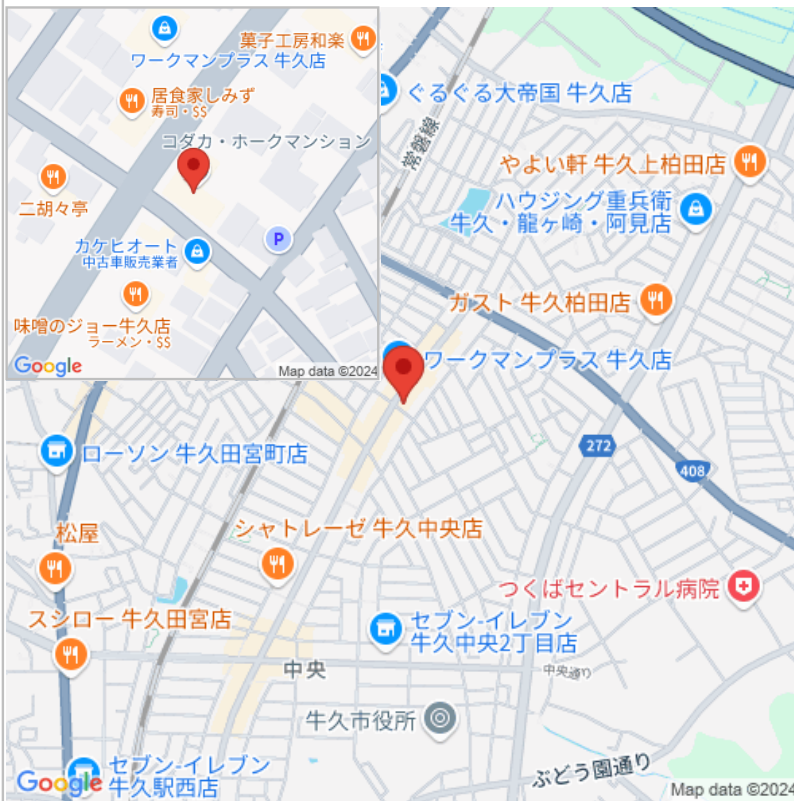 菓子工房和楽
ワークマンプラス 牛久店
居食家しみず
寿司・$$
コダカ・ホークマンション
二胡々亭
カケヒオート
中古車販売業者
P
味噌のジョー牛久店
ラーメン・$$
Google
Map data ©2024
ぐるぐる大帝国 牛久店
常磐線
やよい軒 牛久上柏田店
ハウジング重兵衛
牛久・龍ヶ崎・阿見店
ガスト 牛久柏田店
ワークマンプラス 牛久店
272
408
ローソン 牛久田宮町店
松屋
シャトレーゼ 牛久中央店
つくばセントラル病院
スシロー 牛久田宮店
セブン-イレブン
牛久中央2丁目店
中央
中央通り
牛久市役所
セブン-イレブン
牛久駅西店
ぶどう園通り
Google
Map data ©2024